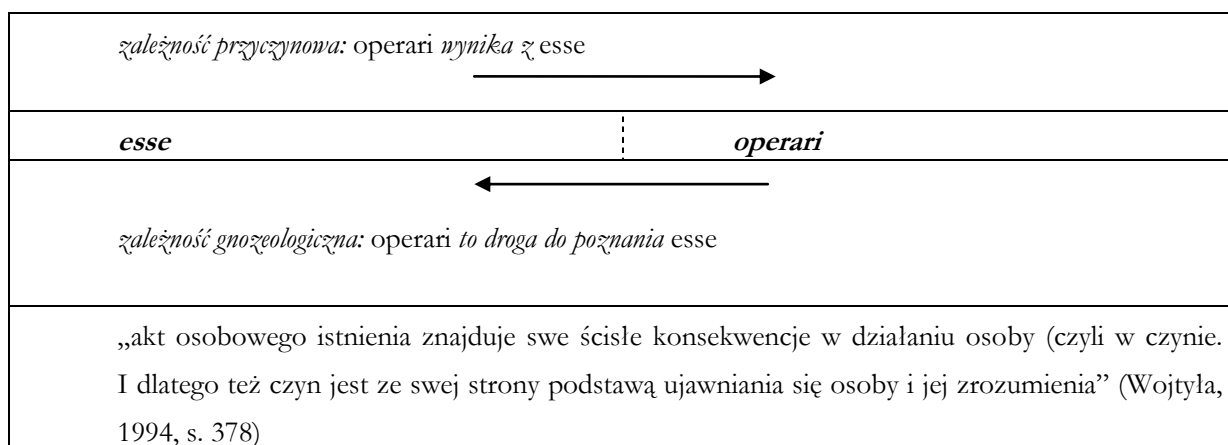 zależność przyczynowa: operari wynika z esse
esse operari
zależność gnozeologiczna: operari to droga do poznania esse
„akt osobowego istnienia znajduje swe ścisłe konsekwencje w działaniu osoby (czyli w czynie.
I dlatego też czyn jest ze swej strony podstawą ujawniania się osoby i jej zrozumienia” (Wojtyła,
1994, s. 378)